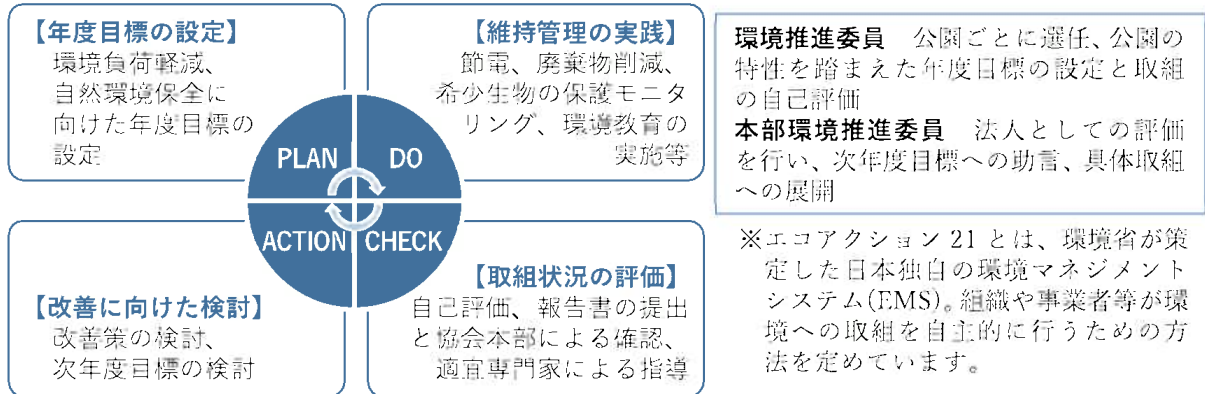 【年度目標の設定】
環境負荷軽減、
自然環境保全に
向けた年度目標の
設定
【維持管理の実践】
節電、廃棄物削減、
希少生物の保護モニタ
リング、環境教育の
実施等
PLAN
DO
ACTION
CHECK
【改善に向けた検討】
改善策の検討、
次年度目標の検討
【取組状況の評価】
自己評価、報告書の提出
と協会本部による確認、
適宜専門家による指導
環境推進委員　公園ごとに選任、公園の
特性を踏まえた年度目標の設定と取組
の自己評価
本部環境推進委員　法人としての評価
を行い、次年度目標への助言、具体取組
への展開
※エコアクション 21 とは、環境省が策
定した日本独自の環境マネジメント
システム(EMS)。組織や事業者等が環
境への取組を自主的に行うための方
法を定めています。